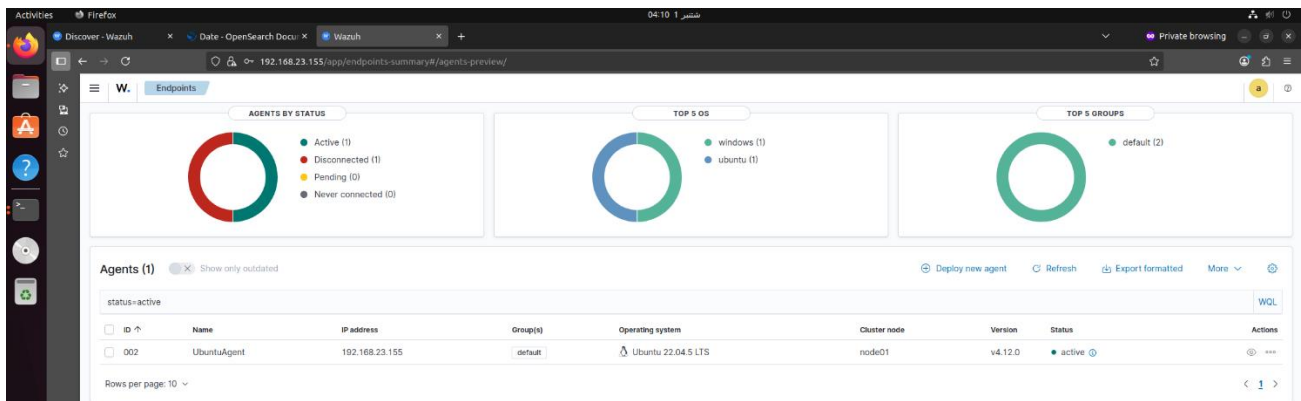 Activities Firefox 04:10 1 شتنبر
Discover - Wazuh × Date - OpenSearch Docu × Wazuh × + Private browsing
192.168.23.155/app/endpoints-summary#/agents-preview/
W. Endpoints a
AGENTS BY STATUS
Active (1)
Disconnected (1)
Pending (0)
Never connected (0)
TOP 5 OS
windows (1)
ubuntu (1)
TOP 5 GROUPS
default (2)
Agents (1) Show only outdated Deploy new agent Refresh Export formatted More
status=active WQL
ID Name IP address Group(s) Operating system Cluster node Version Status Actions
002 UbuntuAgent 192.168.23.155 default Ubuntu 22.04.5 LTS node01 v4.12.0 active
Rows per page: 10 < 1 >